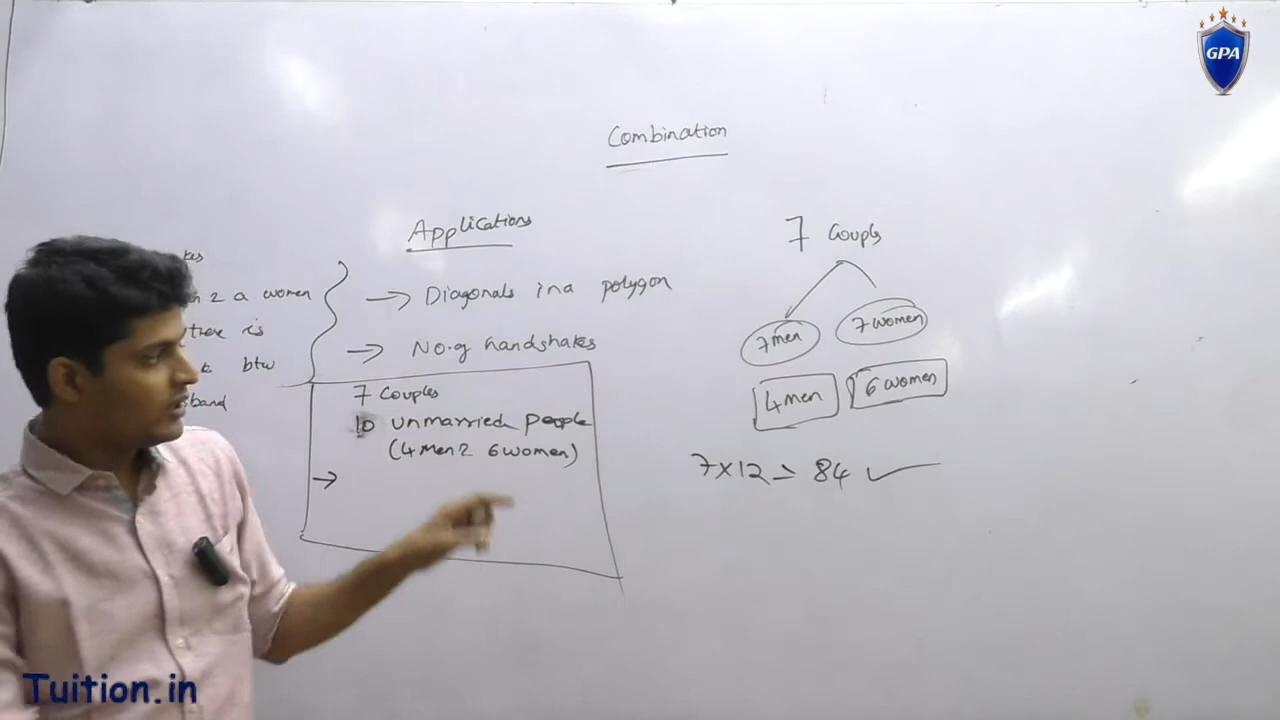 GPA
Combination
Applications
→ Diagonals in a polygon
→ No. of handshakes
kes
2 a women
there is
btw
band
7 Couples
10 unmarried people
(4 men 2 6 women)
→
7 Couples
7 men
7 women
4 men
6 women
7×12 = 84 ✓
Tuition.in